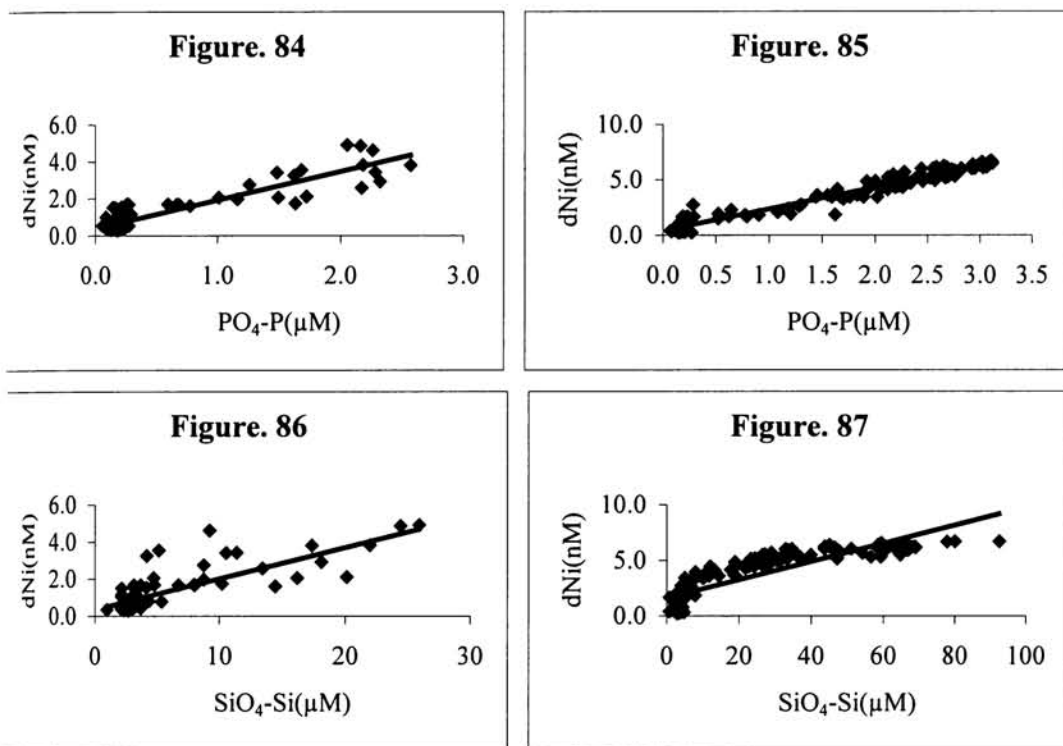 Figure. 84
dNi(nM)
6.0
4.0
2.0
0.0
0.0 1.0 2.0 3.0
PO₄-P(µM)
Figure. 85
dNi(nM)
10.0
5.0
0.0
0.0 0.5 1.0 1.5 2.0 2.5 3.0 3.5
PO₄-P(µM)
Figure. 86
dNi(nM)
6.0
4.0
2.0
0.0
0 10 20 30
SiO₄-Si(µM)
Figure. 87
dNi(nM)
10.0
5.0
0.0
0 20 40 60 80 100
SiO₄-Si(µM)